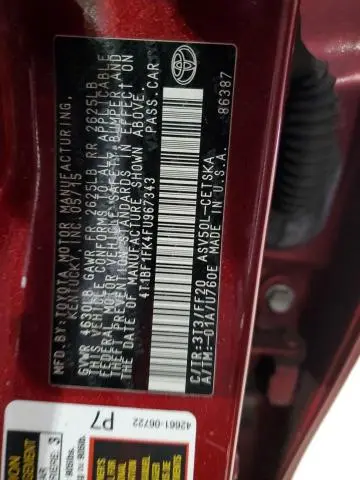 MFD. BY: TOYOTA MOTOR MANUFACTURING,
KENTUCKY, INC. 05/15
GVWR 4630LB GAWR FR 2625LB RR 2625LB
THIS VEHICLE CONFORMS TO ALL APPLICABLE
FEDERAL MOTOR VEHICLE SAFETY, BUMPER, AND
THEFT PREVENTION STANDARDS IN EFFECT ON
THE DATE OF MANUFACTURE SHOWN ABOVE.
4T1BF1FK4FU967343 PASS.CAR
C/TR:3T3/FF20 ASV50L-CETSKA
A/TM:-01A/U760E MADE IN U.S.A.
86387
42661-06722
P7